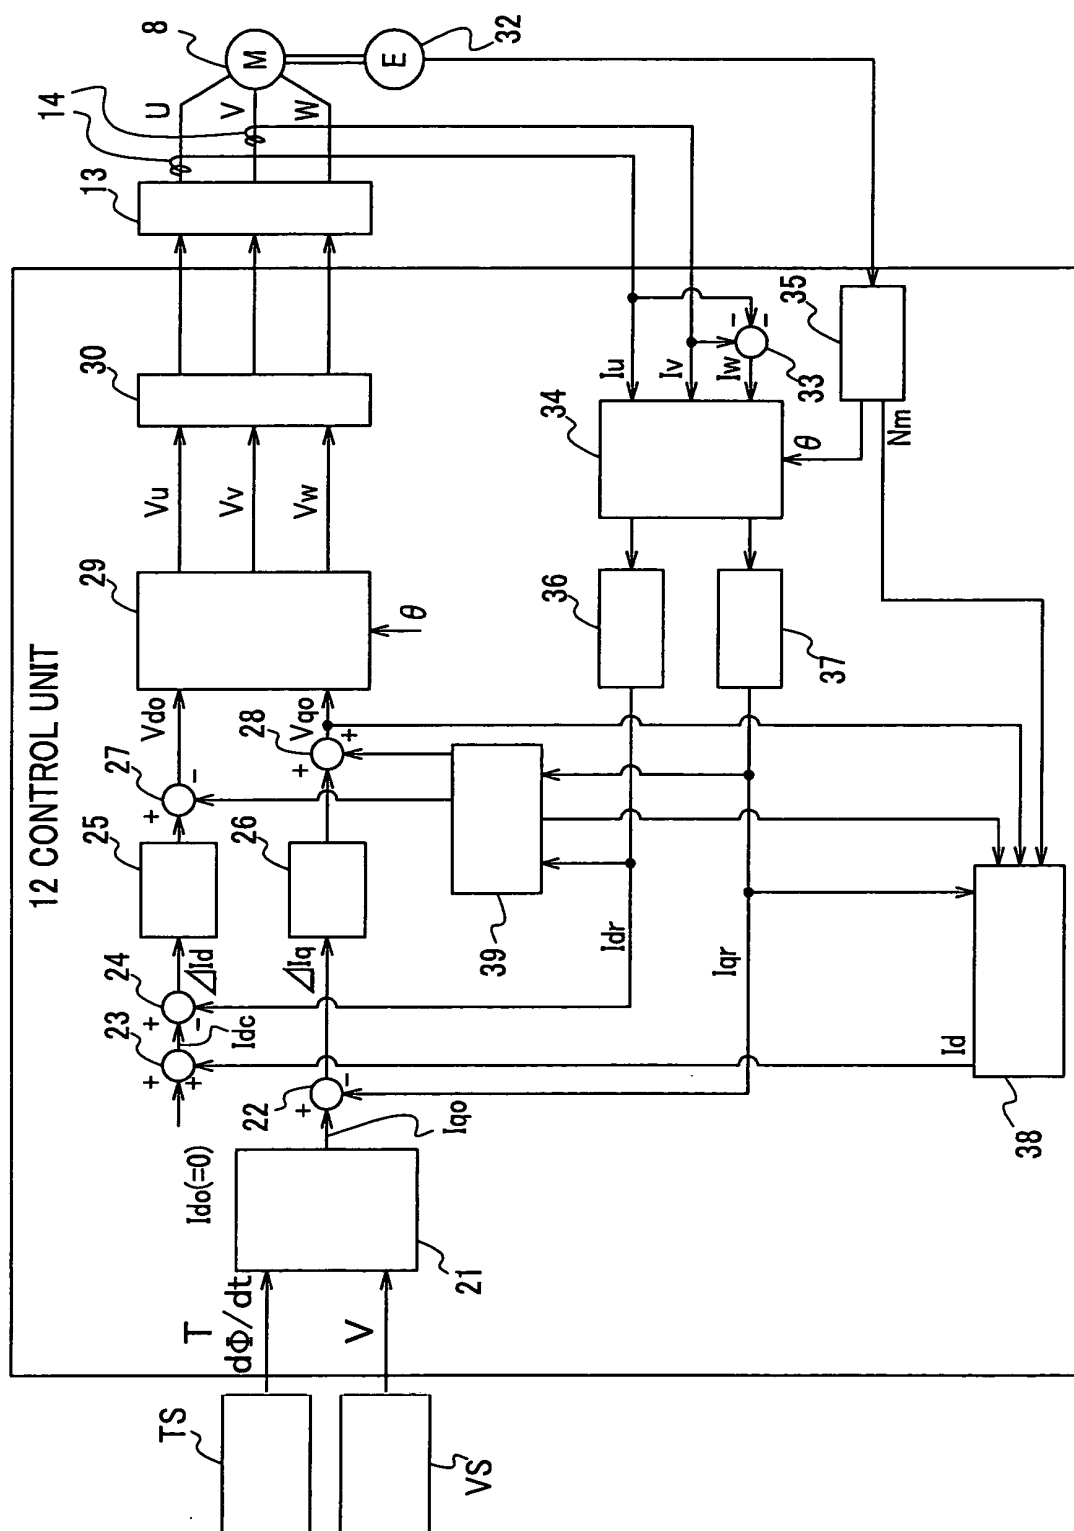 12 CONTROL UNIT
TS
VS
T
dΦ/dt
V
21
Ido(=0)
Iqo
22
+
-
23
+
+
Idc
24
+
-
ΔId
ΔIq
25
26
27
+
-
28
+
+
Vdo
Vqo
29
θ
Vu
Vv
Vw
30
13
14
U
V
W
8
M
E
32
Iu
Iv
Iw
-
-
33
34
θ
35
Nm
36
37
39
Idr
Iqr
Id
38